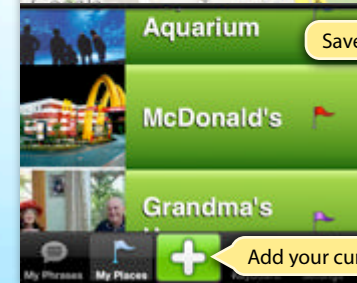 Aquarium
Save
McDonald's
Grandma's
Add your cur
My Phrases
My Places